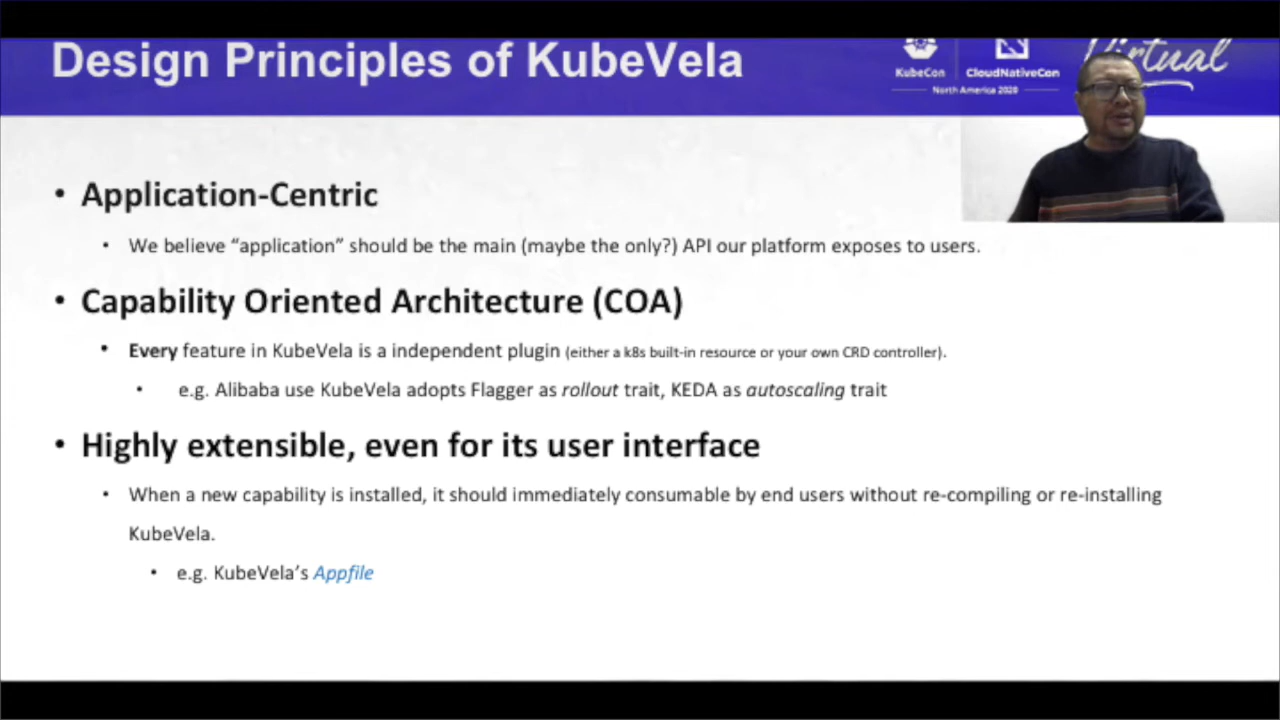 Design Principles of KubeVela
KubeCon
CloudNativeCon
North America 2020
Virtual
• Application-Centric
• We believe “application” should be the main (maybe the only?) API our platform exposes to users.
• Capability Oriented Architecture (COA)
• Every feature in KubeVela is a independent plugin (either a k8s built-in resource or your own CRD controller).
• e.g. Alibaba use KubeVela adopts Flagger as rollout trait, KEDA as autoscaling trait
• Highly extensible, even for its user interface
• When a new capability is installed, it should immediately consumable by end users without re-compiling or re-installing
KubeVela.
• e.g. KubeVela’s Appfile